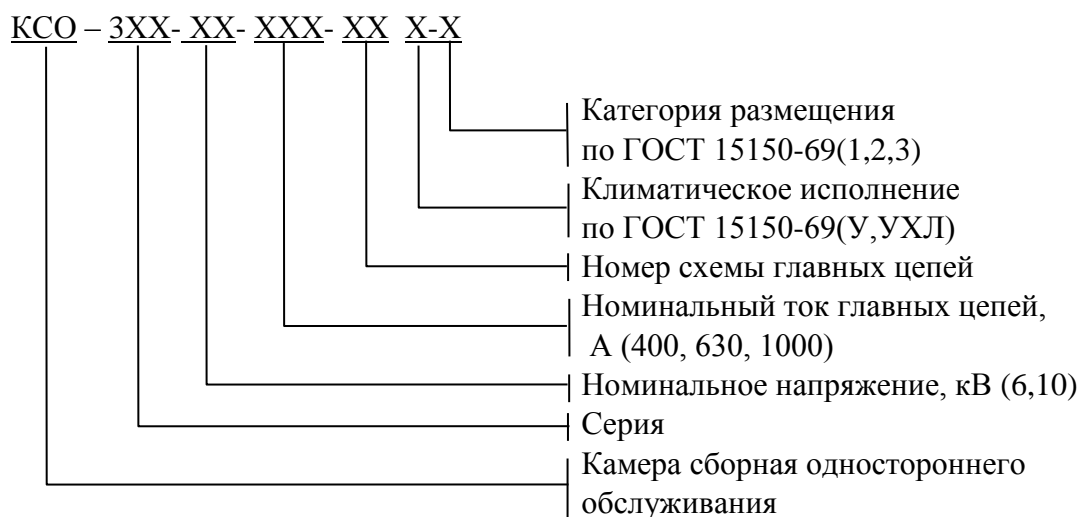 КСО – 3ХХ- ХХ- ХХХ- ХХ Х-Х
Категория размещения
по ГОСТ 15150-69(1,2,3)
Климатическое исполнение
по ГОСТ 15150-69(У,УХЛ)
Номер схемы главных цепей
Номинальный ток главных цепей,
А (400, 630, 1000)
Номинальное напряжение, кВ (6,10)
Серия
Камера сборная одностороннего
обслуживания